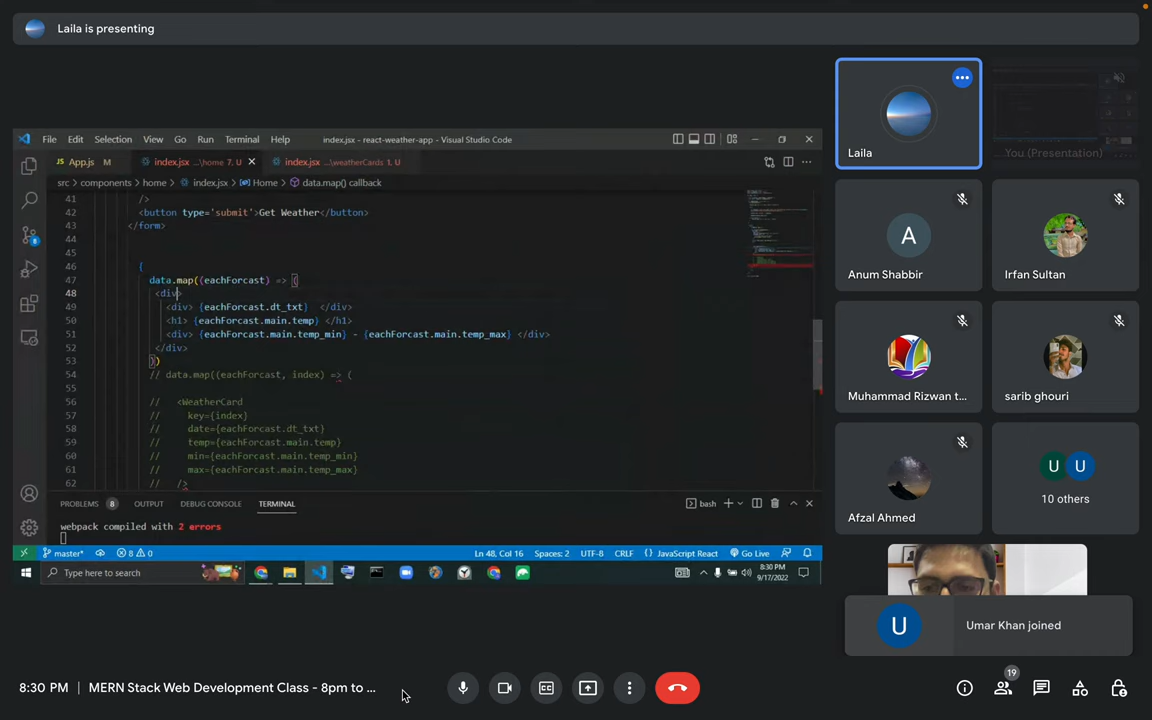 Laila is presenting
File Edit Selection View Go Run Terminal Help index.jsx - react-weather-app - Visual Studio Code
App.js M index.jsx ...\home 7, U index.jsx ...\weatherCards 1, U
src > components > home > index.jsx > Home > data.map() callback
41 />
42 <button type='submit'>Get Weather</button>
43 </form>
44
45
46 {
47 data.map((eachForcast) => (
48 <div>
49 <div> {eachForcast.dt_txt} </div>
50 <h1> {eachForcast.main.temp} </h1>
51 <div> {eachForcast.main.temp_min} - {eachForcast.main.temp_max} </div>
52 </div>
53 ))
54 // data.map((eachForcast, index) => (
55
56 // <WeatherCard
57 // key={index}
58 // date={eachForcast.dt_txt}
59 // temp={eachForcast.main.temp}
60 // min={eachForcast.main.temp_min}
61 // max={eachForcast.main.temp_max}
62 // />
8
PROBLEMS 8 OUTPUT DEBUG CONSOLE TERMINAL bash
webpack compiled with 2 errors
master* 8 0 Ln 48, Col 16 Spaces: 2 UTF-8 CRLF JavaScript React Go Live
Type here to search
8:30 PM
9/17/2022
Laila
You (Presentation)
A
Anum Shabbir
Irfan Sultan
Muhammad Rizwan t...
sarib ghouri
Afzal Ahmed
U U
10 others
U
Umar Khan joined
8:30 PM | MERN Stack Web Development Class - 8pm to ...
19